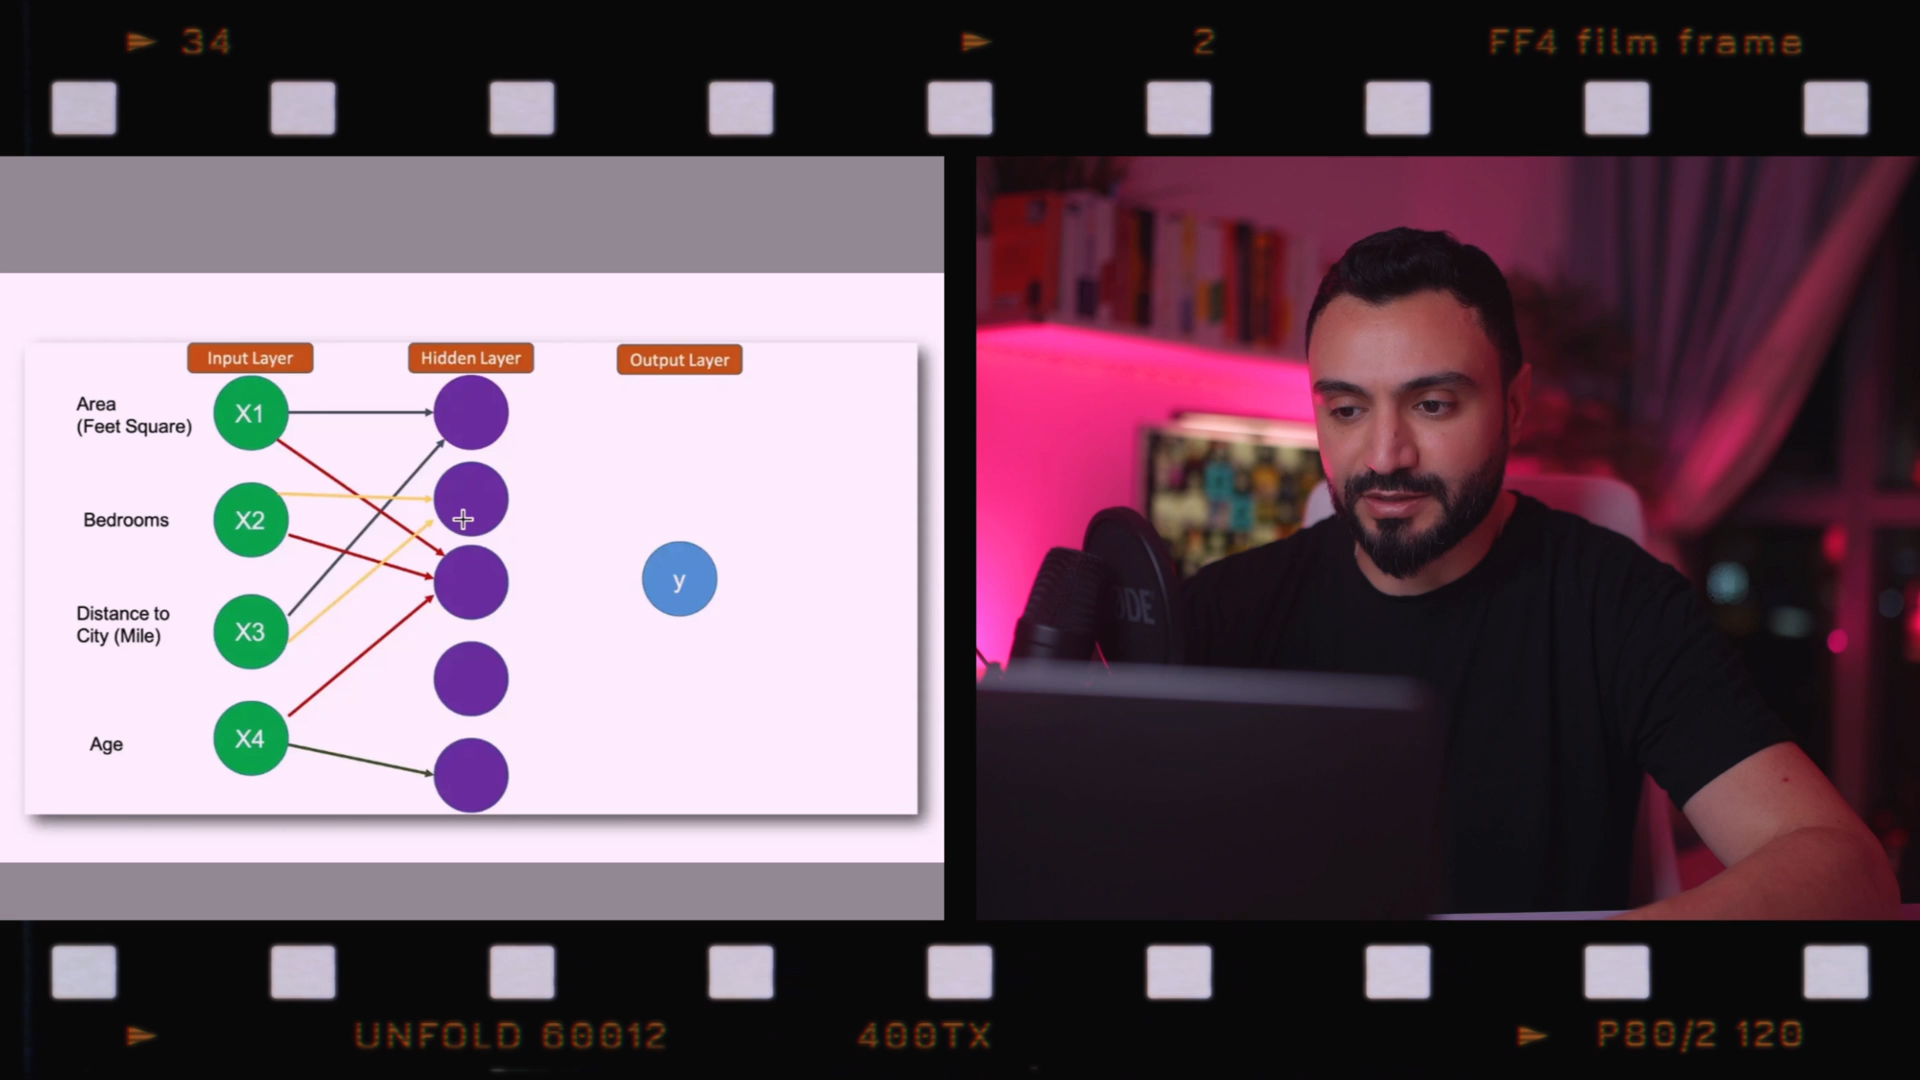 34
2
FF4 film frame
Input Layer
Hidden Layer
Output Layer
Area
(Feet Square)
X1
Bedrooms
X2
Distance to
City (Mile)
X3
y
Age
X4
ODE
UNFOLD 60012
400TX
P80/2 120